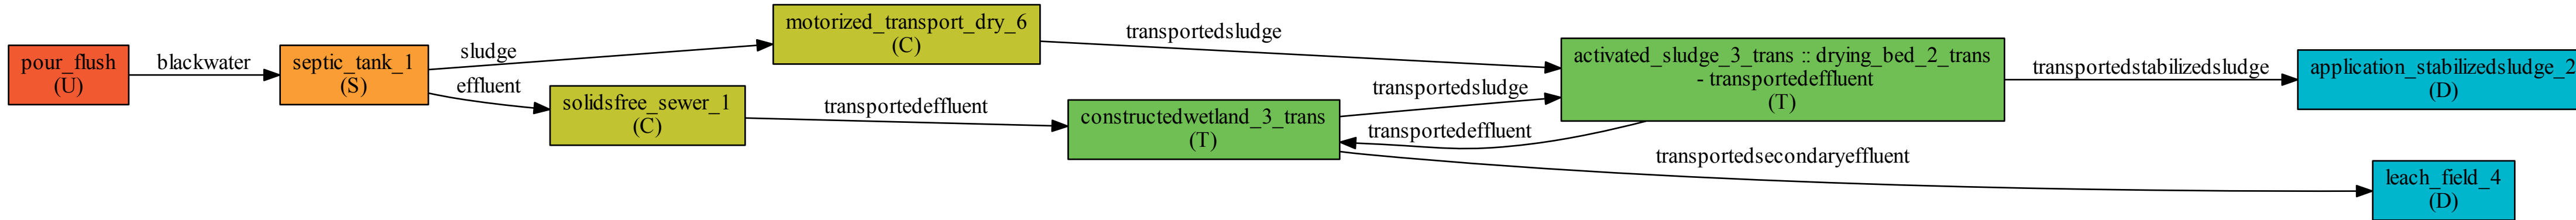 pour_flush
(U)
blackwater
septic_tank_1
(S)
sludge
effluent
motorized_transport_dry_6
(C)
solidsfree_sewer_1
(C)
transportedsludge
transportedeffluent
constructedwetland_3_trans
(T)
transportedsludge
transportedeffluent
activated_sludge_3_trans :: drying_bed_2_trans
- transportedeffluent
(T)
transportedstabilizedsludge
transportedsecondaryeffluent
application_stabilizedsludge_2
(D)
leach_field_4
(D)